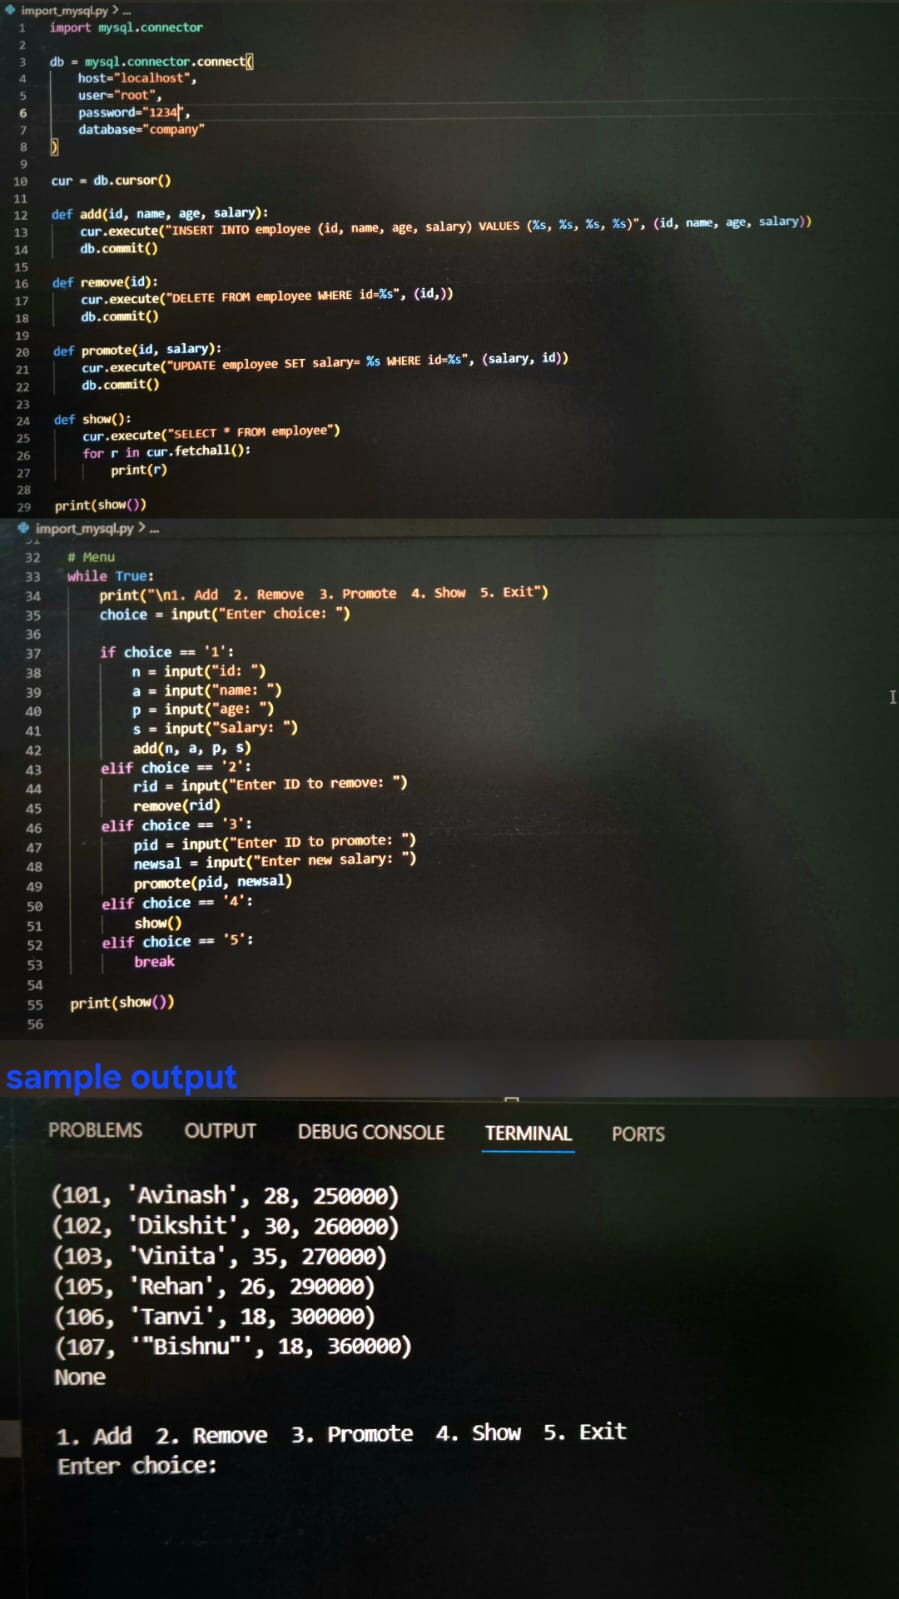 import_mysql.py > ...
1 import mysql.connector
2
3 db = mysql.connector.connect(
4 host="localhost",
5 user="root",
6 password="1234",
7 database="company"
8 )
9
10 cur = db.cursor()
11
12 def add(id, name, age, salary):
13 cur.execute("INSERT INTO employee (id, name, age, salary) VALUES (%s, %s, %s, %s)", (id, name, age, salary))
14 db.commit()
15
16 def remove(id):
17 cur.execute("DELETE FROM employee WHERE id=%s", (id,))
18 db.commit()
19
20 def promote(id, salary):
21 cur.execute("UPDATE employee SET salary= %s WHERE id=%s", (salary, id))
22 db.commit()
23
24 def show():
25 cur.execute("SELECT * FROM employee")
26 for r in cur.fetchall():
27 print(r)
28
29 print(show())
import_mysql.py > ...
32 # Menu
33 while True:
34 print("\n1. Add  2. Remove  3. Promote  4. Show  5. Exit")
35 choice = input("Enter choice: ")
36
37 if choice == '1':
38 n = input("id: ")
39 a = input("name: ")
40 p = input("age: ")
41 s = input("Salary: ")
42 add(n, a, p, s)
43 elif choice == '2':
44 rid = input("Enter ID to remove: ")
45 remove(rid)
46 elif choice == '3':
47 pid = input("Enter ID to promote: ")
48 newsal = input("Enter new salary: ")
49 promote(pid, newsal)
50 elif choice == '4':
51 show()
52 elif choice == '5':
53 break
54
55 print(show())
56
sample output
PROBLEMS OUTPUT DEBUG CONSOLE TERMINAL PORTS
(101, 'Avinash', 28, 250000)
(102, 'Dikshit', 30, 260000)
(103, 'Vinita', 35, 270000)
(105, 'Rehan', 26, 290000)
(106, 'Tanvi', 18, 300000)
(107, '"Bishnu"', 18, 360000)
None
1. Add  2. Remove  3. Promote  4. Show  5. Exit
Enter choice: